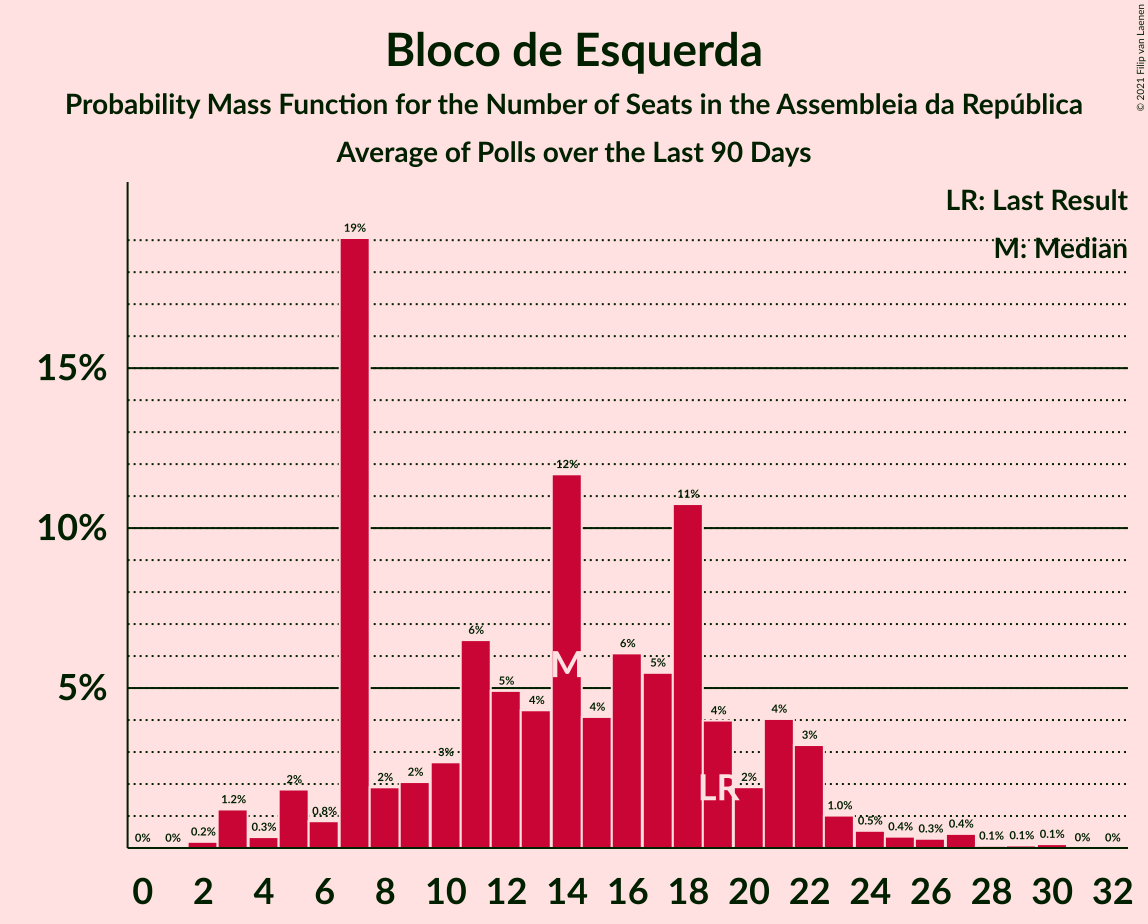 Bloco de Esquerda
Probability Mass Function for the Number of Seats in the Assembleia da República
Average of Polls over the Last 90 Days
© 2021 Filip van Laenen
LR: Last Result
M: Median
15%
10%
5%
0% 0% 0.2% 1.2% 0.3% 2% 0.8% 19% 2% 2% 3% 6% 5% 4% 12% 4% 6% 5% 11% 4% 2% 4% 3% 1.0% 0.5% 0.4% 0.3% 0.4% 0.1% 0.1% 0.1% 0% 0%
M
LR
0 2 4 6 8 10 12 14 16 18 20 22 24 26 28 30 32